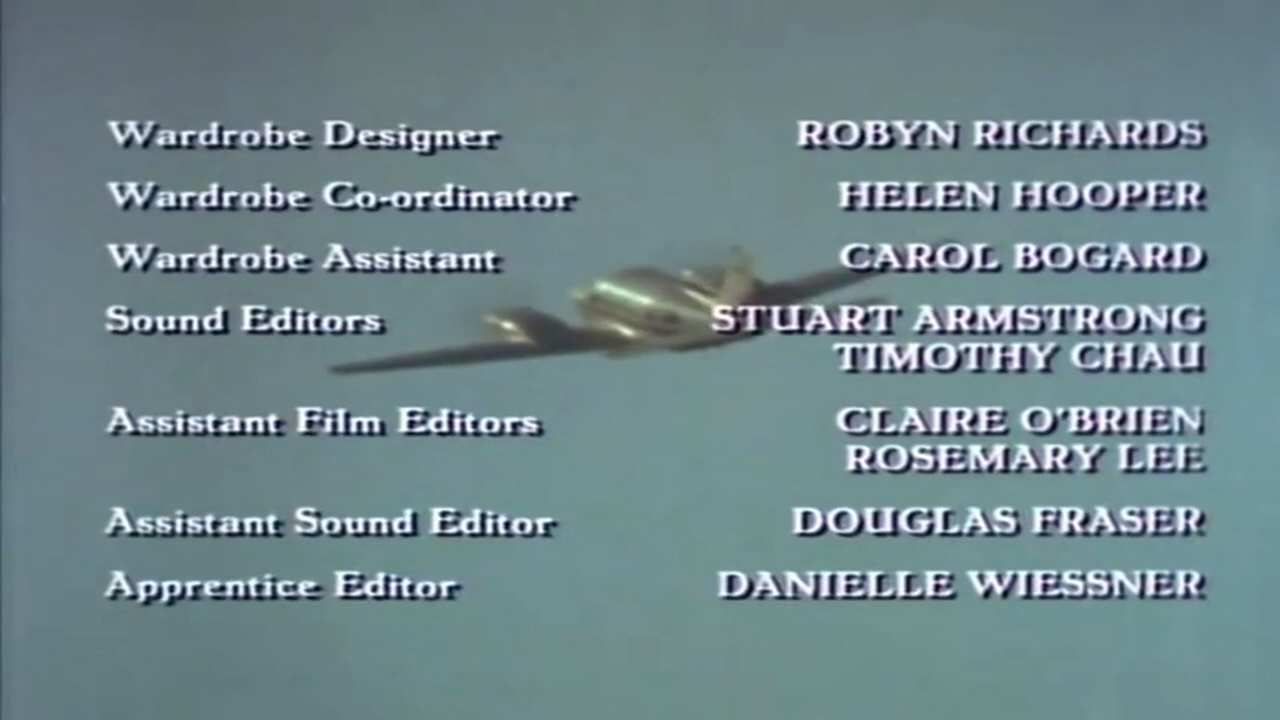 Wardrobe Designer ROBYN RICHARDS
Wardrobe Co-ordinator HELEN HOOPER
Wardrobe Assistant CAROL BOGARD
Sound Editors STUART ARMSTRONG
TIMOTHY CHAU
Assistant Film Editors CLAIRE O'BRIEN
ROSEMARY LEE
Assistant Sound Editor DOUGLAS FRASER
Apprentice Editor DANIELLE WIESSNER